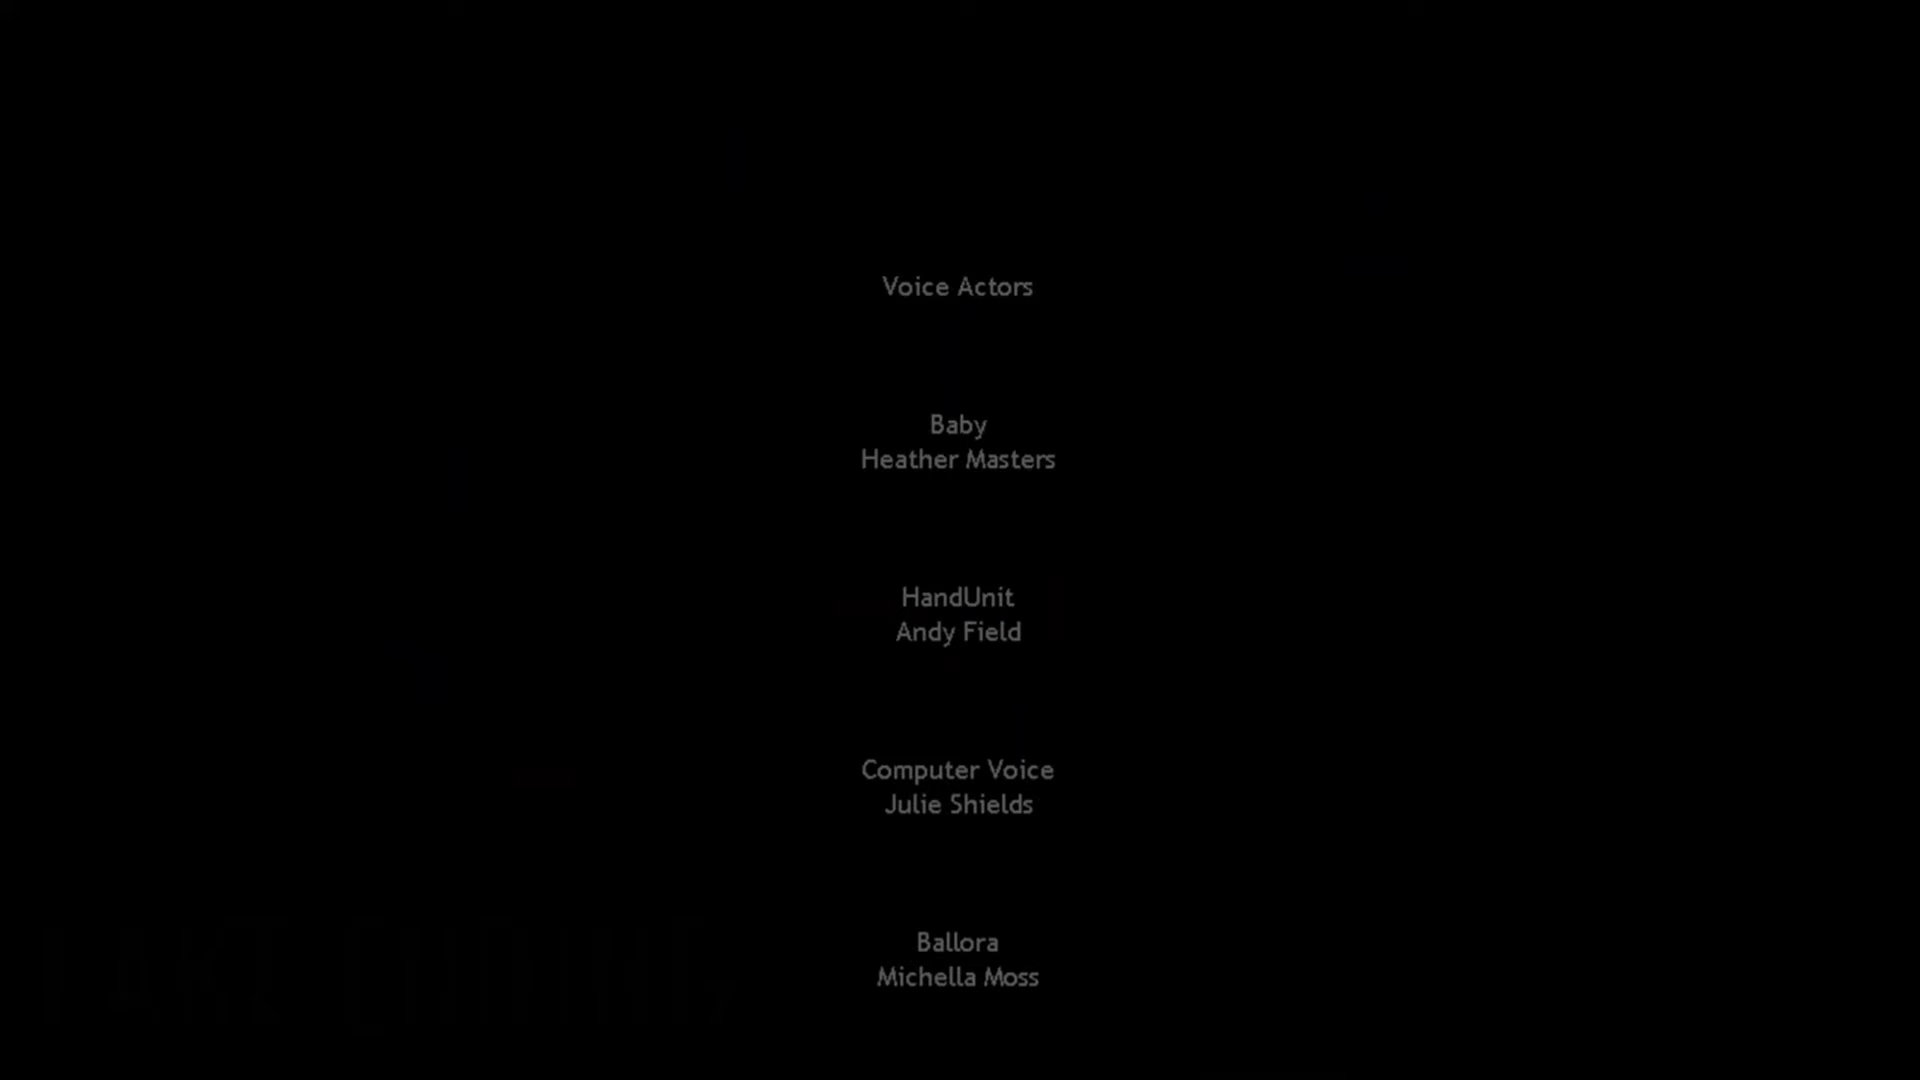 Voice Actors
Baby
Heather Masters
HandUnit
Andy Field
Computer Voice
Julie Shields
Ballora
Michella Moss